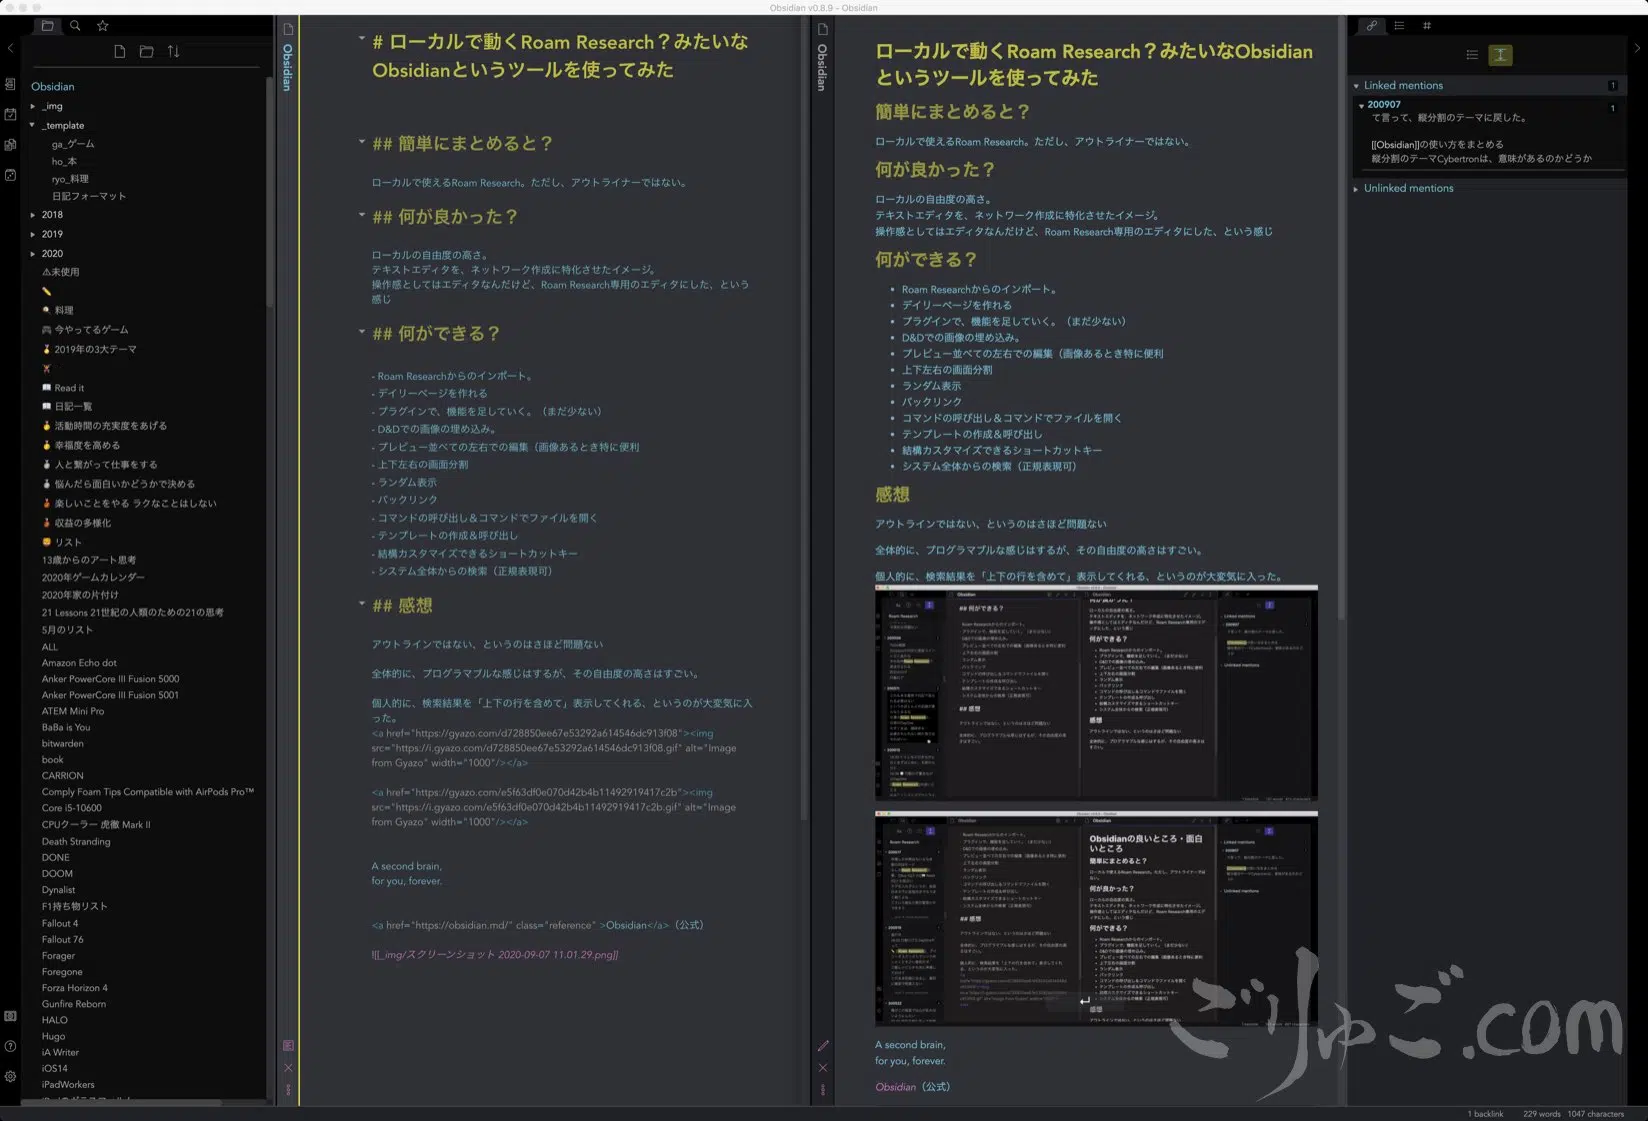 Obsidian v0.8.9 - Obsidian
Obsidian
_img
_template
ga_ゲーム
ho_本
ryo_料理
日記フォーマット
2018
2019
2020
⚠未使用
料理
今やってるゲーム
2019年の3大テーマ
Read it
日記一覧
活動時間の充実度をあげる
幸福度を高める
人と繋がって仕事をする
悩んだら面白いかどうかで決める
楽しいことをやる ラクなことはしない
収益の多様化
リスト
13歳からのアート思考
2020年ゲームカレンダー
2020年家の片付け
21 Lessons 21世紀の人類のための21の思考
5月のリスト
ALL
Amazon Echo dot
Anker PowerCore III Fusion 5000
Anker PowerCore III Fusion 5001
ATEM Mini Pro
BaBa is You
bitwarden
book
CARRION
Comply Foam Tips Compatible with AirPods Pro™
Core i5-10600
CPUクーラー 虎徹 Mark II
Death Stranding
DONE
DOOM
Dynalist
F1持ち物リスト
Fallout 4
Fallout 76
Forager
Foregone
Forza Horizon 4
Gunfire Reborn
HALO
Hugo
iA Writer
iOS14
iPadWorkers
Obsidian
# ローカルで動くRoam Research？みたいな
Obsidianというツールを使ってみた
## 簡単にまとめると？
ローカルで使えるRoam Research。ただし、アウトライナーではない。
## 何が良かった？
ローカルの自由度の高さ。
テキストエディタを、ネットワーク作成に特化させたイメージ。
操作感としてはエディタなんだけど、Roam Research専用のエディタにした、という
感じ
## 何ができる？
- Roam Researchからのインポート。
- デイリーページを作れる
- プラグインで、機能を足していく。（まだ少ない）
- D&Dでの画像の埋め込み。
- プレビュー並べての左右での編集（画像あるとき特に便利
- 上下左右の画面分割
- ランダム表示
- バックリンク
- コマンドの呼び出し＆コマンドでファイルを開く
- テンプレートの作成＆呼び出し
- 結構カスタマイズできるショートカットキー
- システム全体からの検索（正規表現可）
## 感想
アウトラインではない、というのはさほど問題ない
全体的に、プログラマブルな感じはするが、その自由度の高さはすごい。
個人的に、検索結果を「上下の行を含めて」表示してくれる、というのが大変気に入
った。
<a href="https://gyazo.com/d728850ee67e53292a614546dc913f08"><img
src="https://i.gyazo.com/d728850ee67e53292a614546dc913f08.gif" alt="Image
from Gyazo" width="1000"/></a>
<a href="https://gyazo.com/e5f63df0e070d42b4b11492919417c2b"><img
src="https://i.gyazo.com/e5f63df0e070d42b4b11492919417c2b.gif" alt="Image
from Gyazo" width="1000"/></a>
A second brain,
for you, forever.
<a href="https://obsidian.md/" class="reference" >Obsidian</a>（公式）
![[_img/スクリーンショット 2020-09-07 11.01.29.png]]
Obsidian
ローカルで動くRoam Research？みたいなObsidian
というツールを使ってみた
簡単にまとめると？
ローカルで使えるRoam Research。ただし、アウトライナーではない。
何が良かった？
ローカルの自由度の高さ。
テキストエディタを、ネットワーク作成に特化させたイメージ。
操作感としてはエディタなんだけど、Roam Research専用のエディタにした、という感じ
何ができる？
Roam Researchからのインポート。
デイリーページを作れる
プラグインで、機能を足していく。（まだ少ない）
D&Dでの画像の埋め込み。
プレビュー並べての左右での編集（画像あるとき特に便利
上下左右の画面分割
ランダム表示
バックリンク
コマンドの呼び出し＆コマンドでファイルを開く
テンプレートの作成＆呼び出し
結構カスタマイズできるショートカットキー
システム全体からの検索（正規表現可）
感想
アウトラインではない、というのはさほど問題ない
全体的に、プログラマブルな感じはするが、その自由度の高さはすごい。
個人的に、検索結果を「上下の行を含めて」表示してくれる、というのが大変気に入った。
Obsidianの良いところ・面白
いところ
簡単にまとめると？
何が良かった？
何ができる？
A second brain,
for you, forever.
Obsidian（公式）
Linked mentions 1
200907 1
て言って、縦分割のテーマに戻した。
[[Obsidian]]の使い方をまとめる
縦分割のテーマCybertronは、意味があるのかどうか
Unlinked mentions
ごりゅご.com
1 backlink 229 words 1047 characters